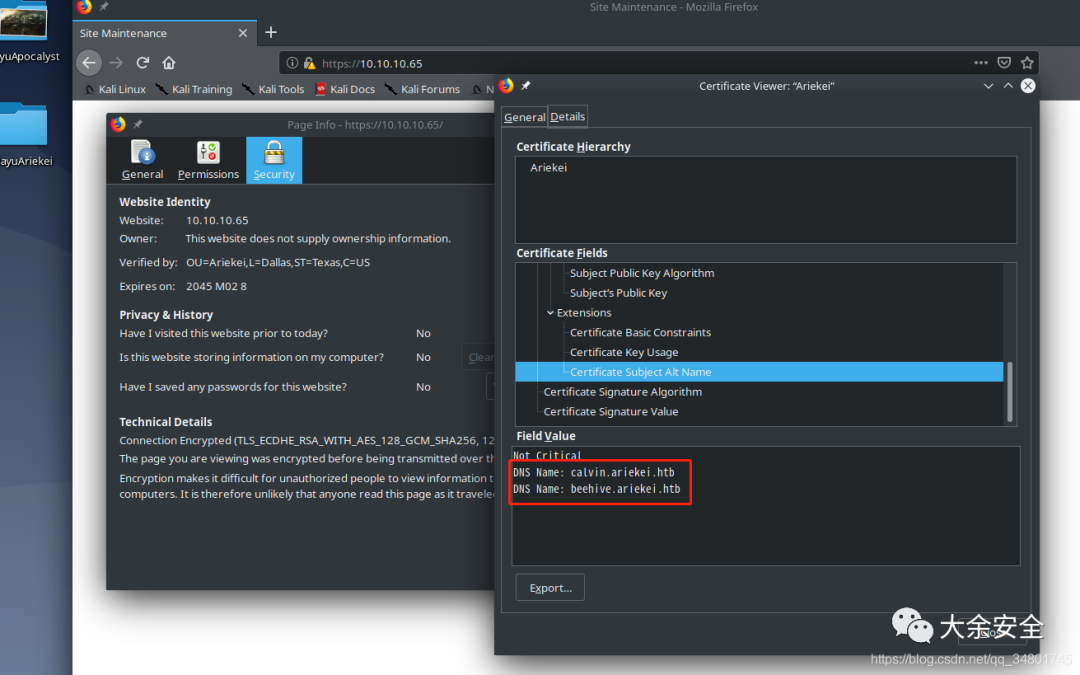 Site Maintenance - Mozilla Firefox
Site Maintenance
yuApocalyst
https://10.10.10.65
Kali Linux Kali Training Kali Tools Kali Docs Kali Forums N
ayuAriekei
Page Info - https://10.10.10.65/
General Permissions Security
Website Identity
Website: 10.10.10.65
Owner: This website does not supply ownership information.
Verified by: OU=Ariekei,L=Dallas,ST=Texas,C=US
Expires on: 2045 M02 8
Privacy & History
Have I visited this website prior to today? No
Is this website storing information on my computer? No Clear
Have I saved any passwords for this website? No
Technical Details
Connection Encrypted (TLS_ECDHE_RSA_WITH_AES_128_GCM_SHA256, 12
The page you are viewing was encrypted before being transmitted over th
Encryption makes it difficult for unauthorized people to view information t
computers. It is therefore unlikely that anyone read this page as it travele
Certificate Viewer: “Ariekei”
General Details
Certificate Hierarchy
Ariekei
Certificate Fields
Subject Public Key Algorithm
Subject’s Public Key
Extensions
Certificate Basic Constraints
Certificate Key Usage
Certificate Subject Alt Name
Certificate Signature Algorithm
Certificate Signature Value
Field Value
Not Critical
DNS Name: calvin.ariekei.htb
DNS Name: beehive.ariekei.htb
Export...
大余安全
https://blog.csdn.net/qq_34801745